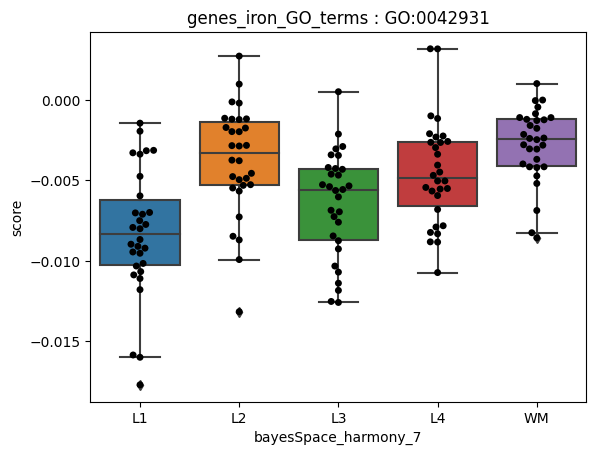 genes_iron_GO_terms : GO:0042931
0.000
−0.005
−0.010
−0.015
score
L1 L2 L3 L4 WM
bayesSpace_harmony_7